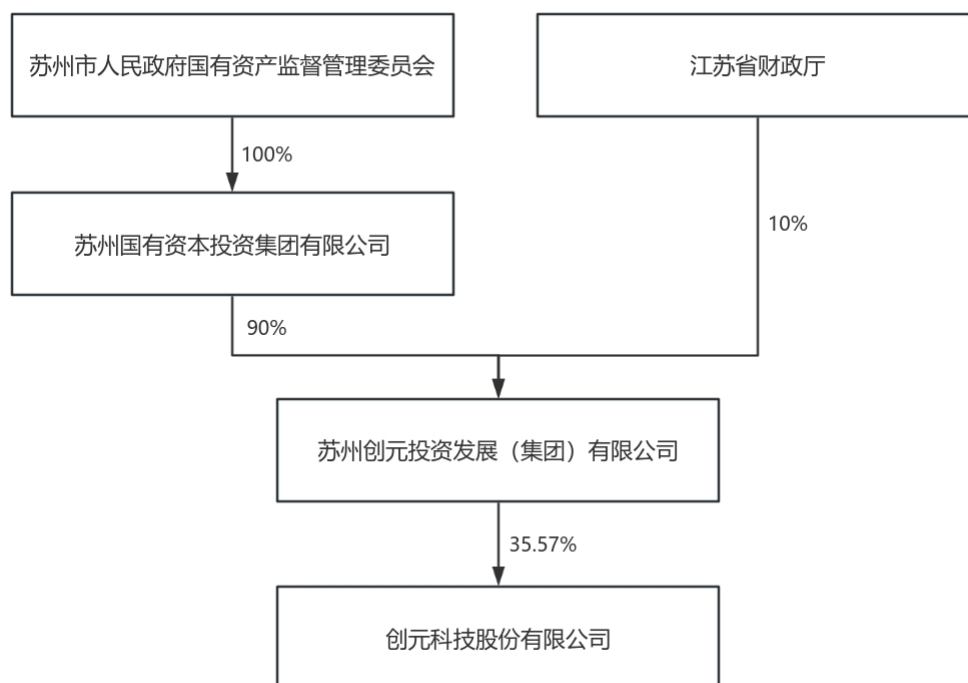 苏州市人民政府国有资产监督管理委员会
江苏省财政厅
100%
苏州国有资本投资集团有限公司
10%
90%
苏州创元投资发展（集团）有限公司
35.57%
创元科技股份有限公司